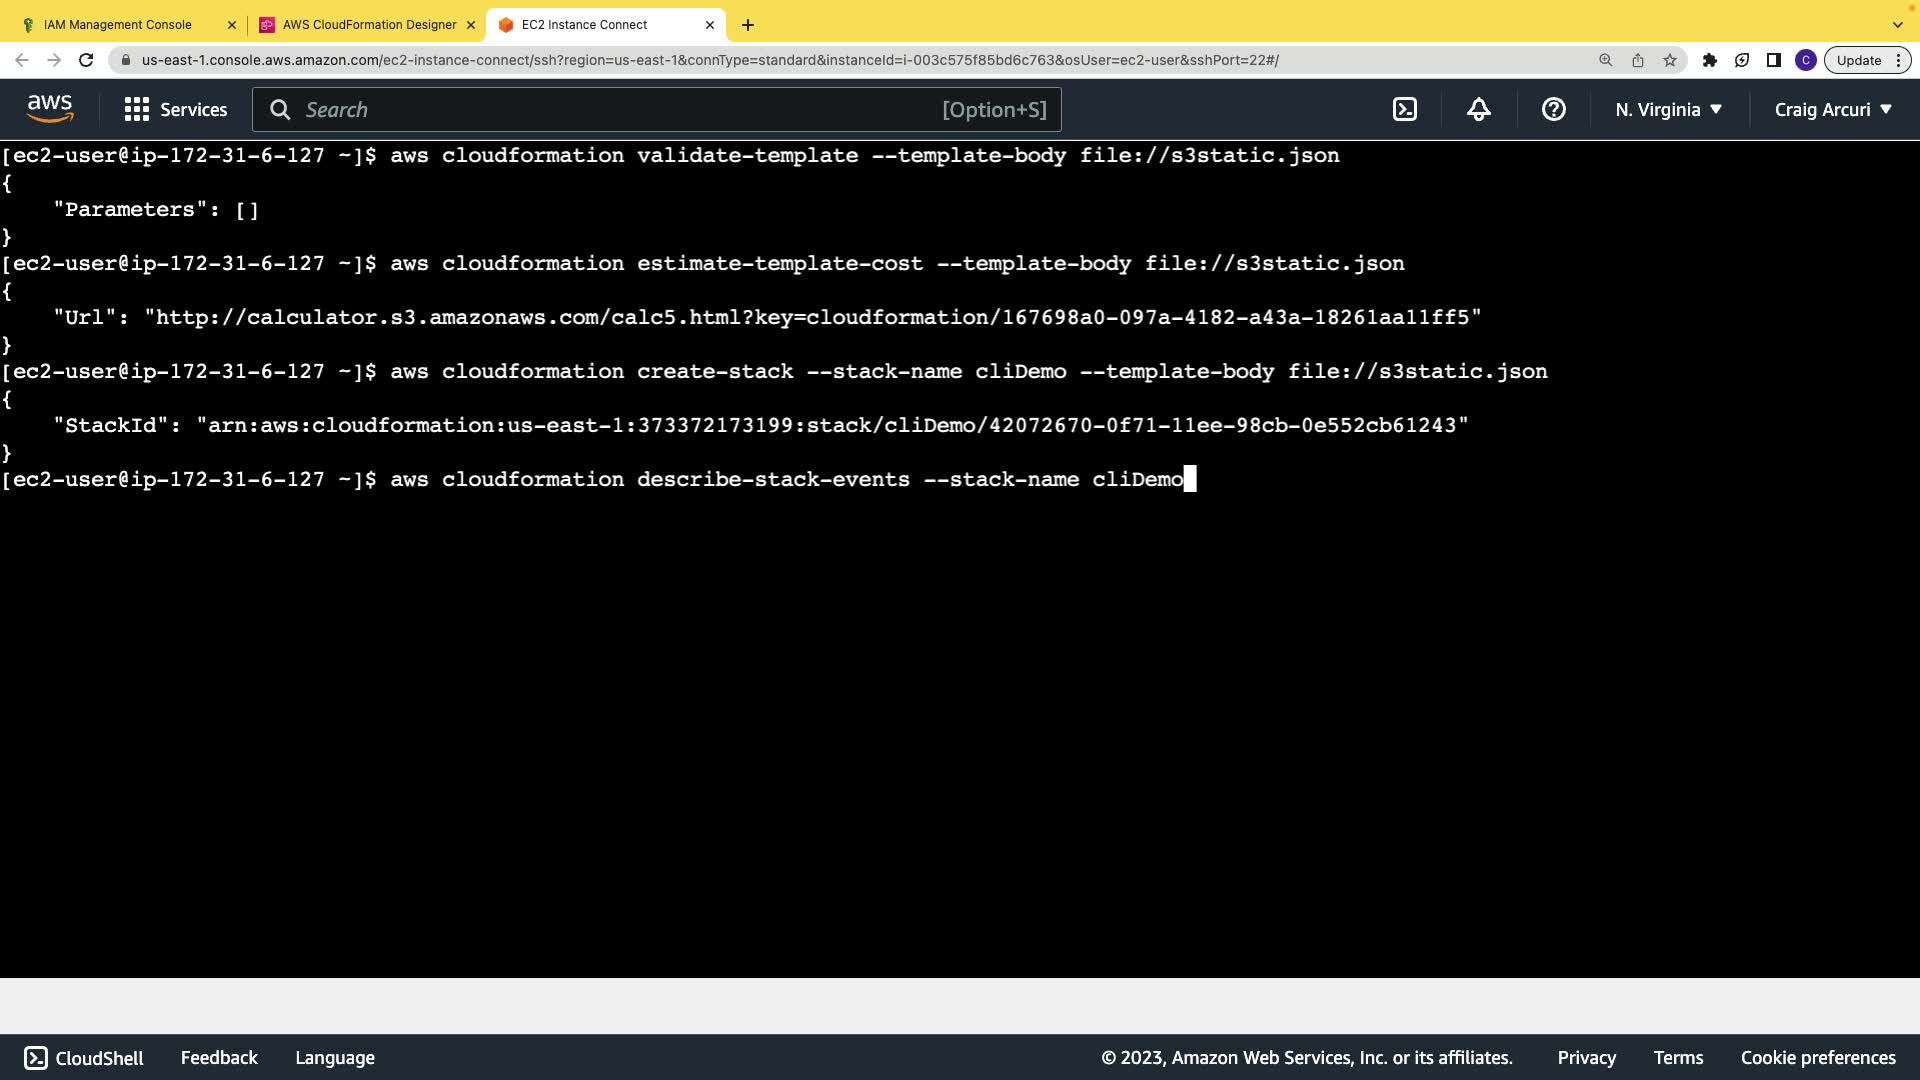 IAM Management Console
AWS CloudFormation Designer
EC2 Instance Connect
us-east-1.console.aws.amazon.com/ec2-instance-connect/ssh?region=us-east-1&connType=standard&instanceId=i-003c575f85bd6c763&osUser=ec2-user&sshPort=22#/
C
Update
aws
Services
Search
[Option+S]
N. Virginia
Craig Arcuri
[ec2-user@ip-172-31-6-127 ~]$ aws cloudformation validate-template --template-body file://s3static.json
{
"Parameters": []
}
[ec2-user@ip-172-31-6-127 ~]$ aws cloudformation estimate-template-cost --template-body file://s3static.json
{
"Url": "http://calculator.s3.amazonaws.com/calc5.html?key=cloudformation/167698a0-097a-4182-a43a-18261aa11ff5"
}
[ec2-user@ip-172-31-6-127 ~]$ aws cloudformation create-stack --stack-name cliDemo --template-body file://s3static.json
{
"StackId": "arn:aws:cloudformation:us-east-1:373372173199:stack/cliDemo/42072670-0f71-11ee-98cb-0e552cb61243"
}
[ec2-user@ip-172-31-6-127 ~]$ aws cloudformation describe-stack-events --stack-name cliDemo
CloudShell
Feedback
Language
© 2023, Amazon Web Services, Inc. or its affiliates.
Privacy
Terms
Cookie preferences